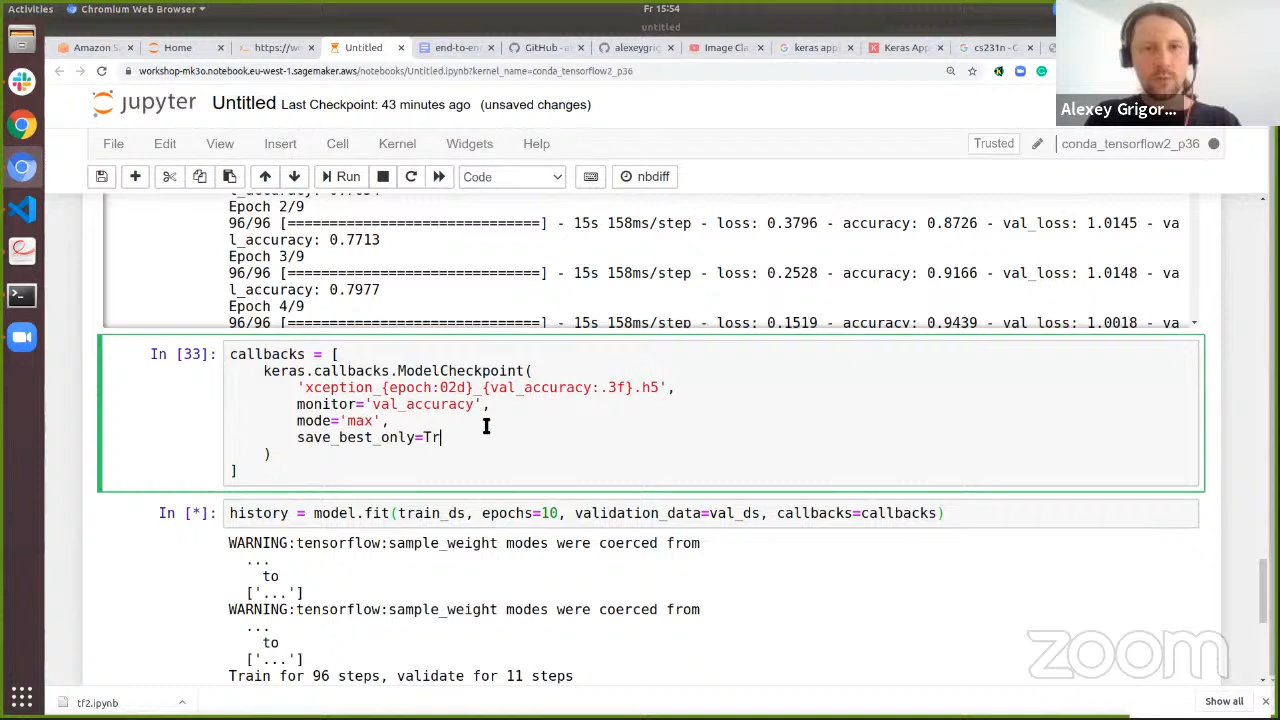 Activities
Chromium Web Browser
Fr 15:54
untitled
Amazon S
Home
https://w
Untitled
end-to-en
GitHub - a
alexeygrig
Image Cla
keras appl
Keras App
cs231n - C
workshop-mk3o.notebook.eu-west-1.sagemaker.aws/notebooks/Untitled.ipynb?kernel_name=conda_tensorflow2_p36
Alexey Grigor...
jupyter Untitled Last Checkpoint: 43 minutes ago (unsaved changes)
File Edit View Insert Cell Kernel Widgets Help
Trusted
conda_tensorflow2_p36
Run
Code
nbdiff
Epoch 2/9
96/96 [==============================] - 15s 158ms/step - loss: 0.3796 - accuracy: 0.8726 - val_loss: 1.0145 - va
l_accuracy: 0.7713
Epoch 3/9
96/96 [==============================] - 15s 158ms/step - loss: 0.2528 - accuracy: 0.9166 - val_loss: 1.0148 - va
l_accuracy: 0.7977
Epoch 4/9
96/96 [==============================] - 15s 158ms/step - loss: 0.1519 - accuracy: 0.9439 - val_loss: 1.0018 - va
In [33]:
callbacks = [
keras.callbacks.ModelCheckpoint(
'xception_{epoch:02d}_{val_accuracy:.3f}.h5',
monitor='val_accuracy',
mode='max',
save_best_only=Tr
)
]
In [*]:
history = model.fit(train_ds, epochs=10, validation_data=val_ds, callbacks=callbacks)
WARNING:tensorflow:sample_weight modes were coerced from
...
to
['...']
WARNING:tensorflow:sample_weight modes were coerced from
...
to
['...']
Train for 96 steps, validate for 11 steps
zoom
tf2.ipynb
Show all